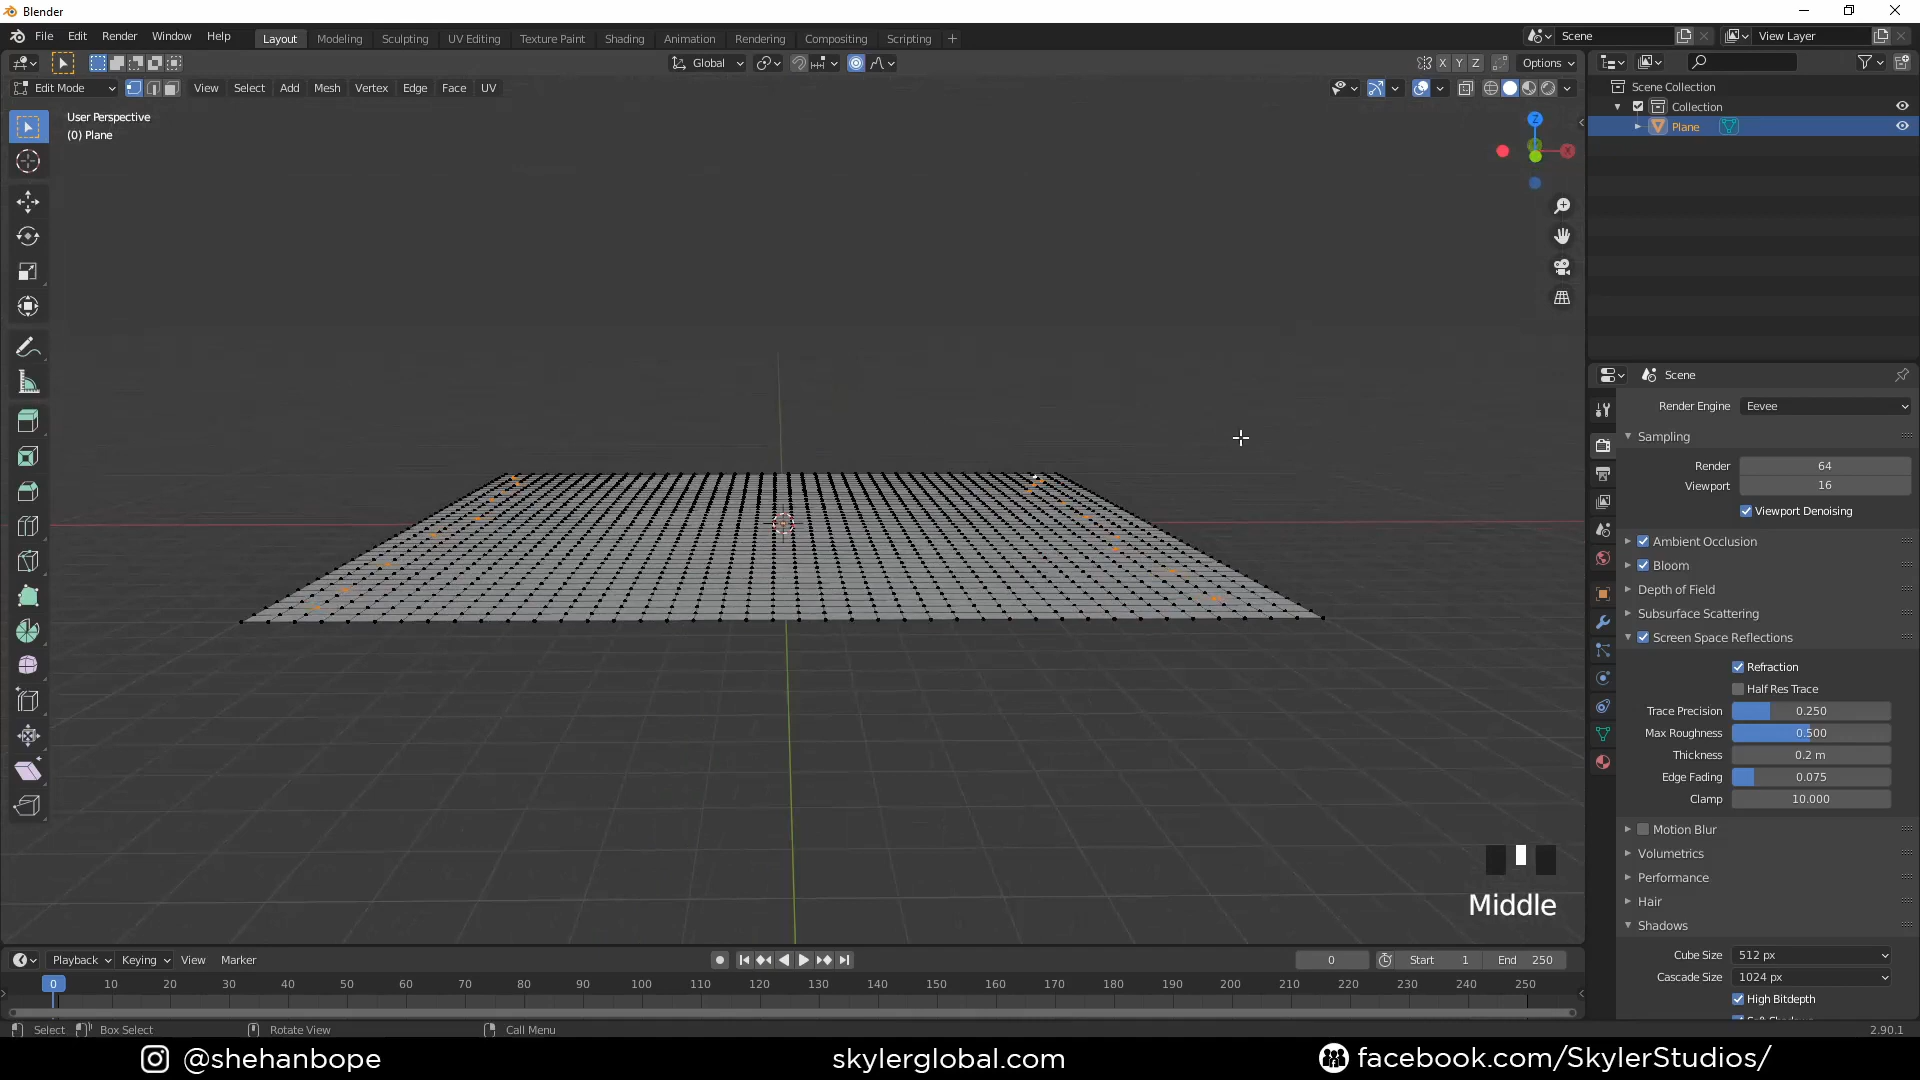 Blender
File Edit Render Window Help
Layout Modeling Sculpting UV Editing Texture Paint Shading Animation Rendering Compositing Scripting +
Scene
View Layer
Global
X Y Z
Options
Edit Mode
View Select Add Mesh Vertex Edge Face UV
User Perspective
(0) Plane
Z
X
Scene Collection
Collection
Plane
Scene
Render Engine Eevee
Sampling
Render 64
Viewport 16
Viewport Denoising
Ambient Occlusion
Bloom
Depth of Field
Subsurface Scattering
Screen Space Reflections
Refraction
Half Res Trace
Trace Precision 0.250
Max Roughness 0.500
Thickness 0.2 m
Edge Fading 0.075
Clamp 10.000
Motion Blur
Volumetrics
Performance
Hair
Shadows
Cube Size 512 px
Cascade Size 1024 px
High Bitdepth
Middle
Playback Keying View Marker
0 Start 1 End 250
0 10 20 30 40 50 60 70 80 90 100 110 120 130 140 150 160 170 180 190 200 210 220 230 240 250
Select Box Select Rotate View Call Menu
2.90.1
@shehanbope
skylerglobal.com
facebook.com/SkylerStudios/